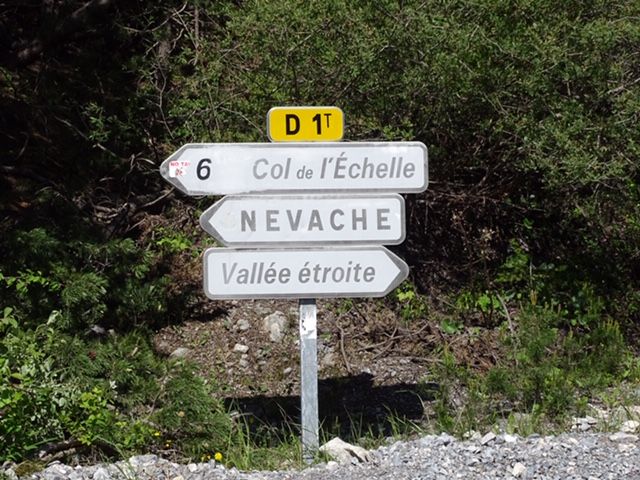 D 1T
6 Col de l'Échelle
NEVACHE
Vallée étroite